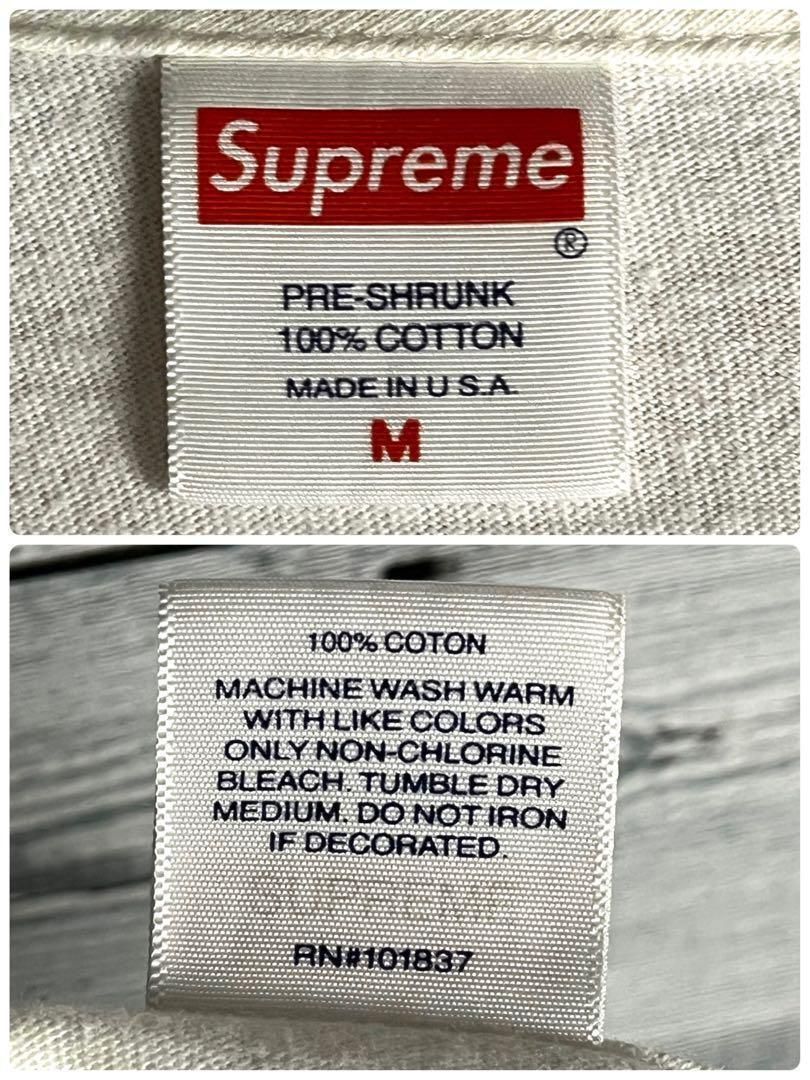 Supreme
®
PRE-SHRUNK
100% COTTON
MADE IN U S.A.
M
100% COTON
MACHINE WASH WARM
WITH LIKE COLORS
ONLY NON-CHLORINE
BLEACH. TUMBLE DRY
MEDIUM. DO NOT IRON
IF DECORATED.
SUPREME
RN#101837